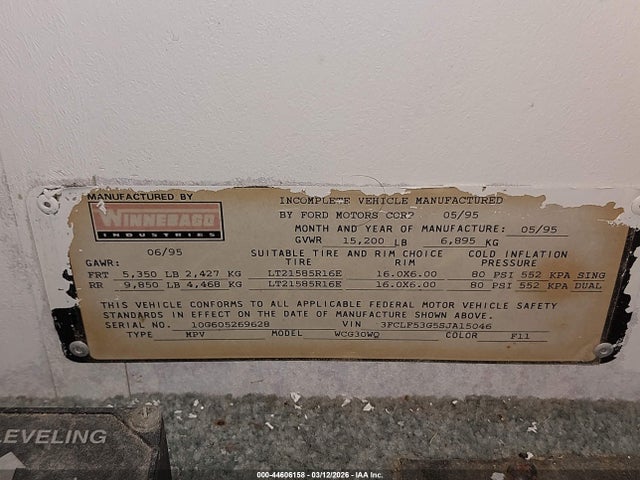 MANUFACTURED BY
WINNEBAGO
INDUSTRIES
INCOMPLETE VEHICLE MANUFACTURED
BY FORD MOTORS CORP 05/95
MONTH AND YEAR OF MANUFACTURE: 05/95
GVWR 15,200 LB 6,895 KG
06/95
SUITABLE TIRE AND RIM CHOICE COLD INFLATION
GAWR: TIRE RIM PRESSURE
FRT 5,350 LB 2,427 KG LT21585R16E 16.0X6.00 80 PSI 552 KPA SING
RR 9,850 LB 4,468 KG LT21585R16E 16.0X6.00 80 PSI 552 KPA DUAL
THIS VEHICLE CONFORMS TO ALL APPLICABLE FEDERAL MOTOR VEHICLE SAFETY
STANDARDS IN EFFECT ON THE DATE OF MANUFACTURE SHOWN ABOVE.
SERIAL NO. 10G605269628 VIN 3FCLF53G5SJA15046
TYPE MPV MODEL WCG30WQ COLOR F11
LEVELING
000-44606158 - 03/12/2026 - IAA Inc.